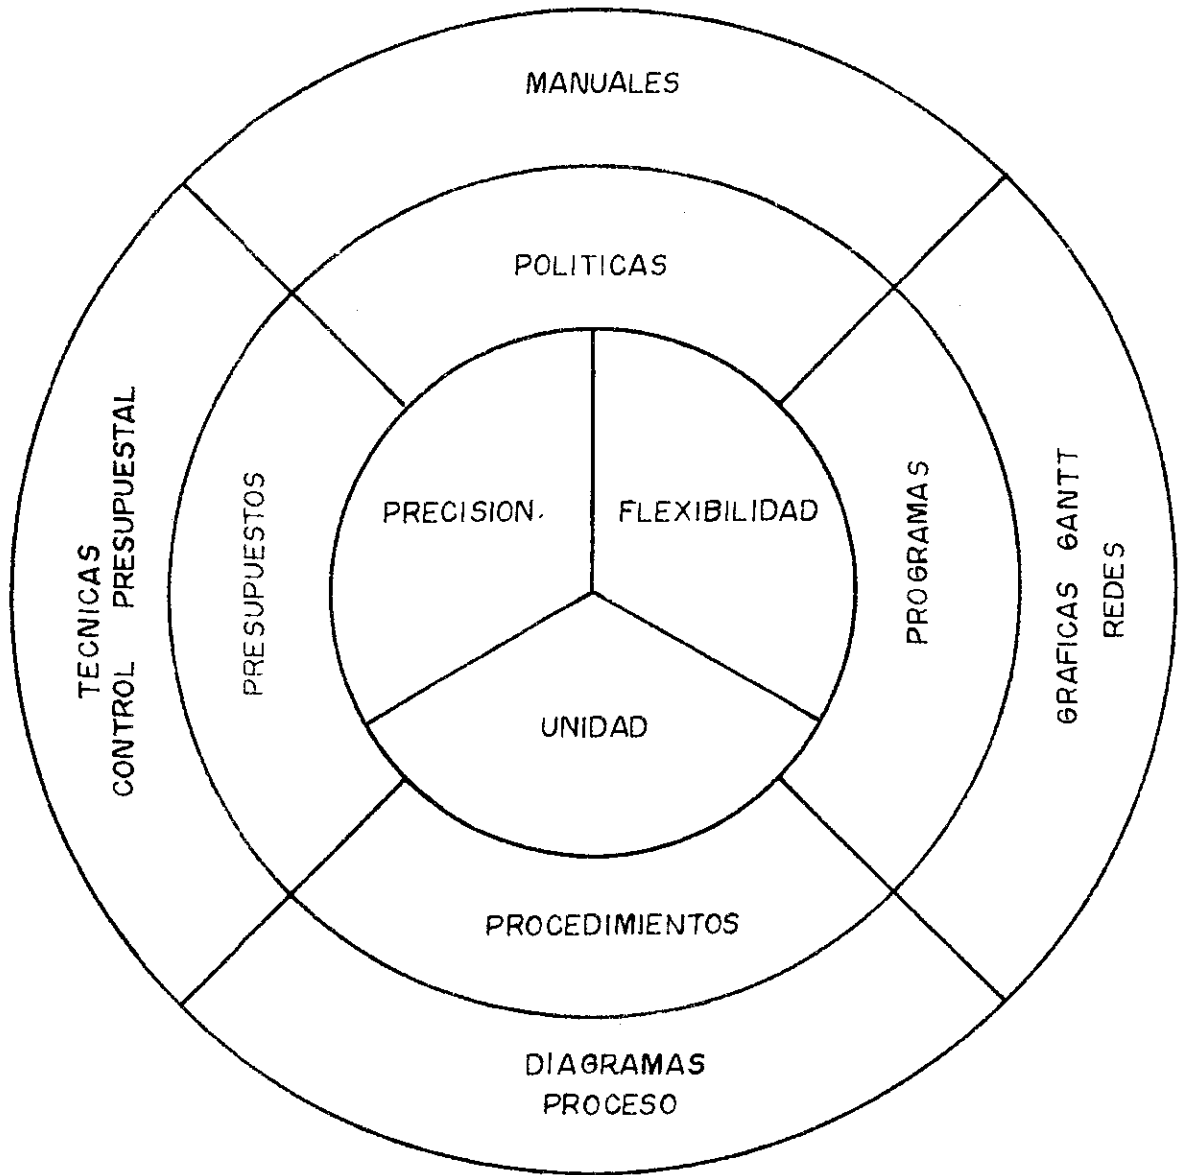 MANUALES
POLITICAS
PRECISION.
FLEXIBILIDAD
UNIDAD
PRESUPUESTOS
PROGRAMAS
TECNICAS
CONTROL PRESUPUESTAL
GRAFICAS GANTT
REDES
PROCEDIMIENTOS
DIAGRAMAS
PROCESO